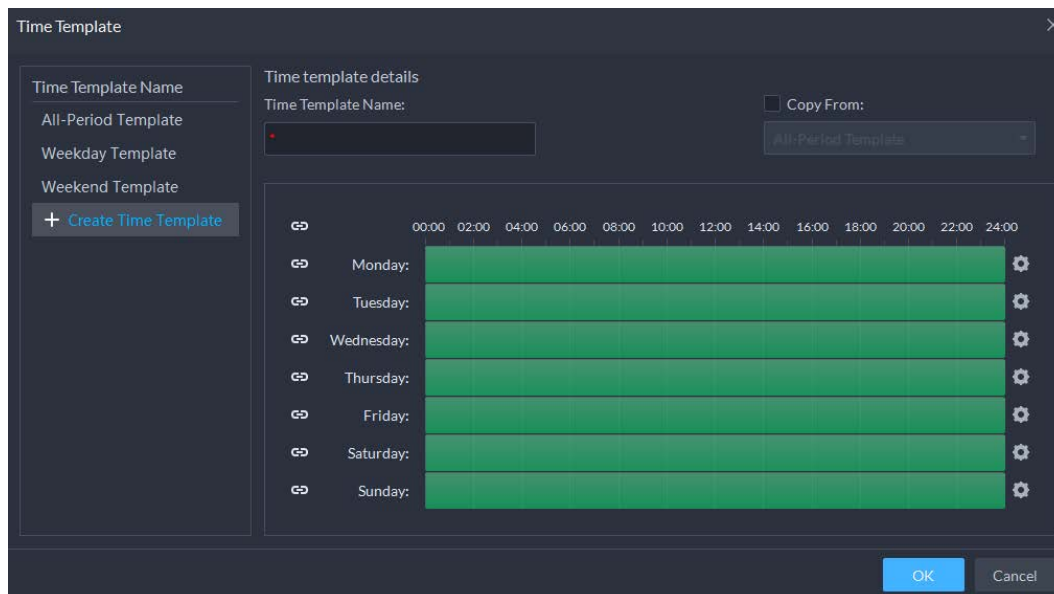 Time Template
Time Template Name
All-Period Template
Weekday Template
Weekend Template
+ Create Time Template
Time template details
Time Template Name:
Copy From:
*
All-Period Template
00:00 02:00 04:00 06:00 08:00 10:00 12:00 14:00 16:00 18:00 20:00 22:00 24:00
Monday:
Tuesday:
Wednesday:
Thursday:
Friday:
Saturday:
Sunday:
OK Cancel